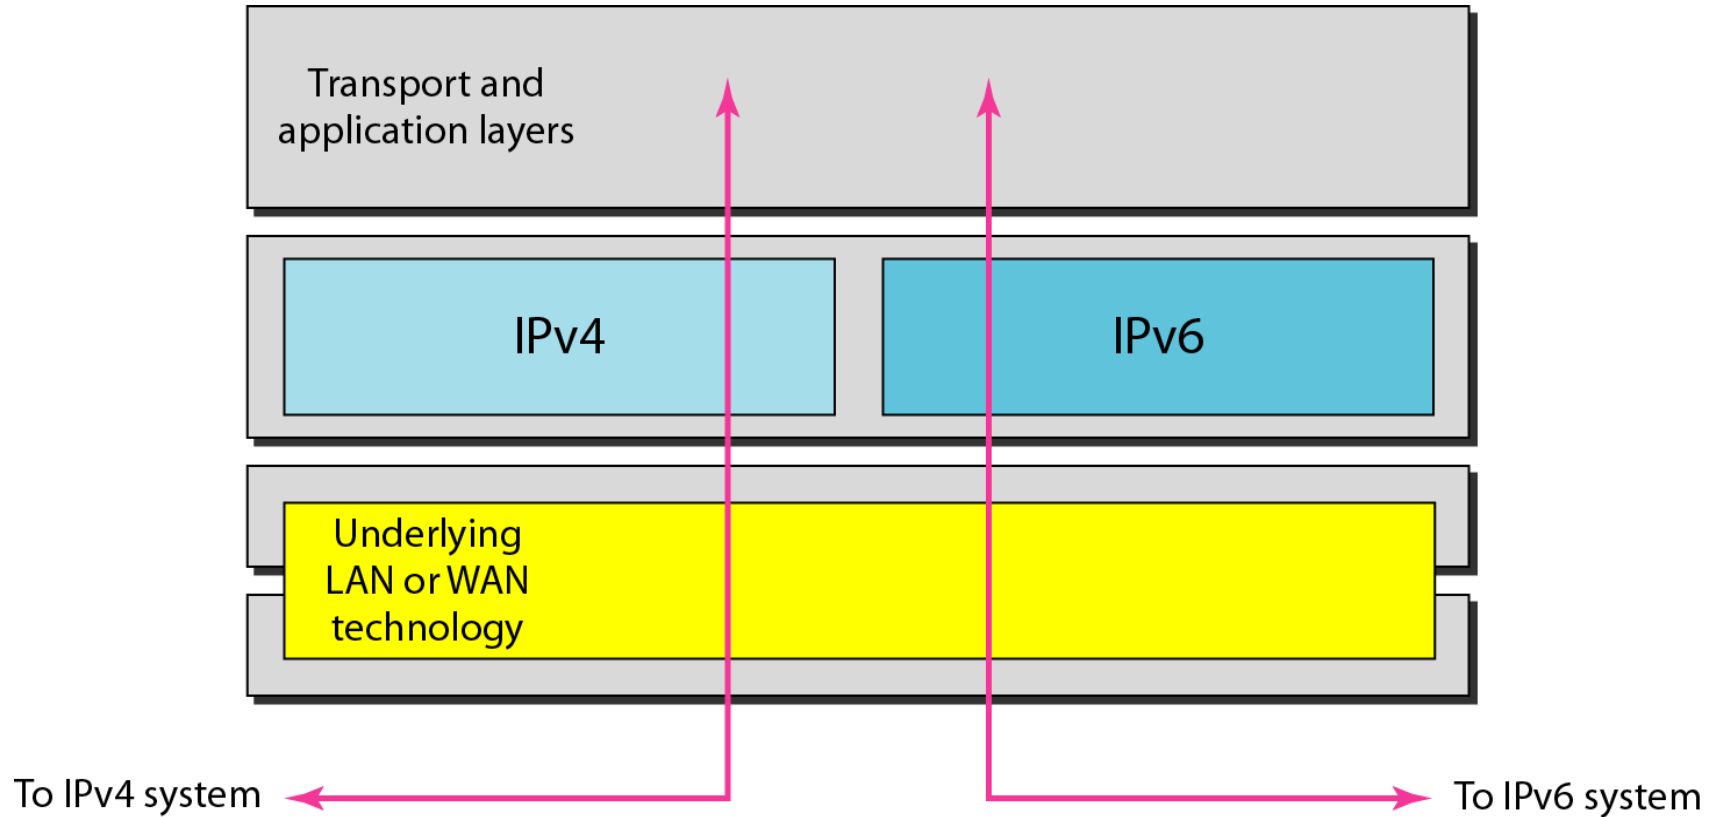 Transport and
application layers
IPv4
IPv6
Underlying
LAN or WAN
technology
To IPv4 system
To IPv6 system